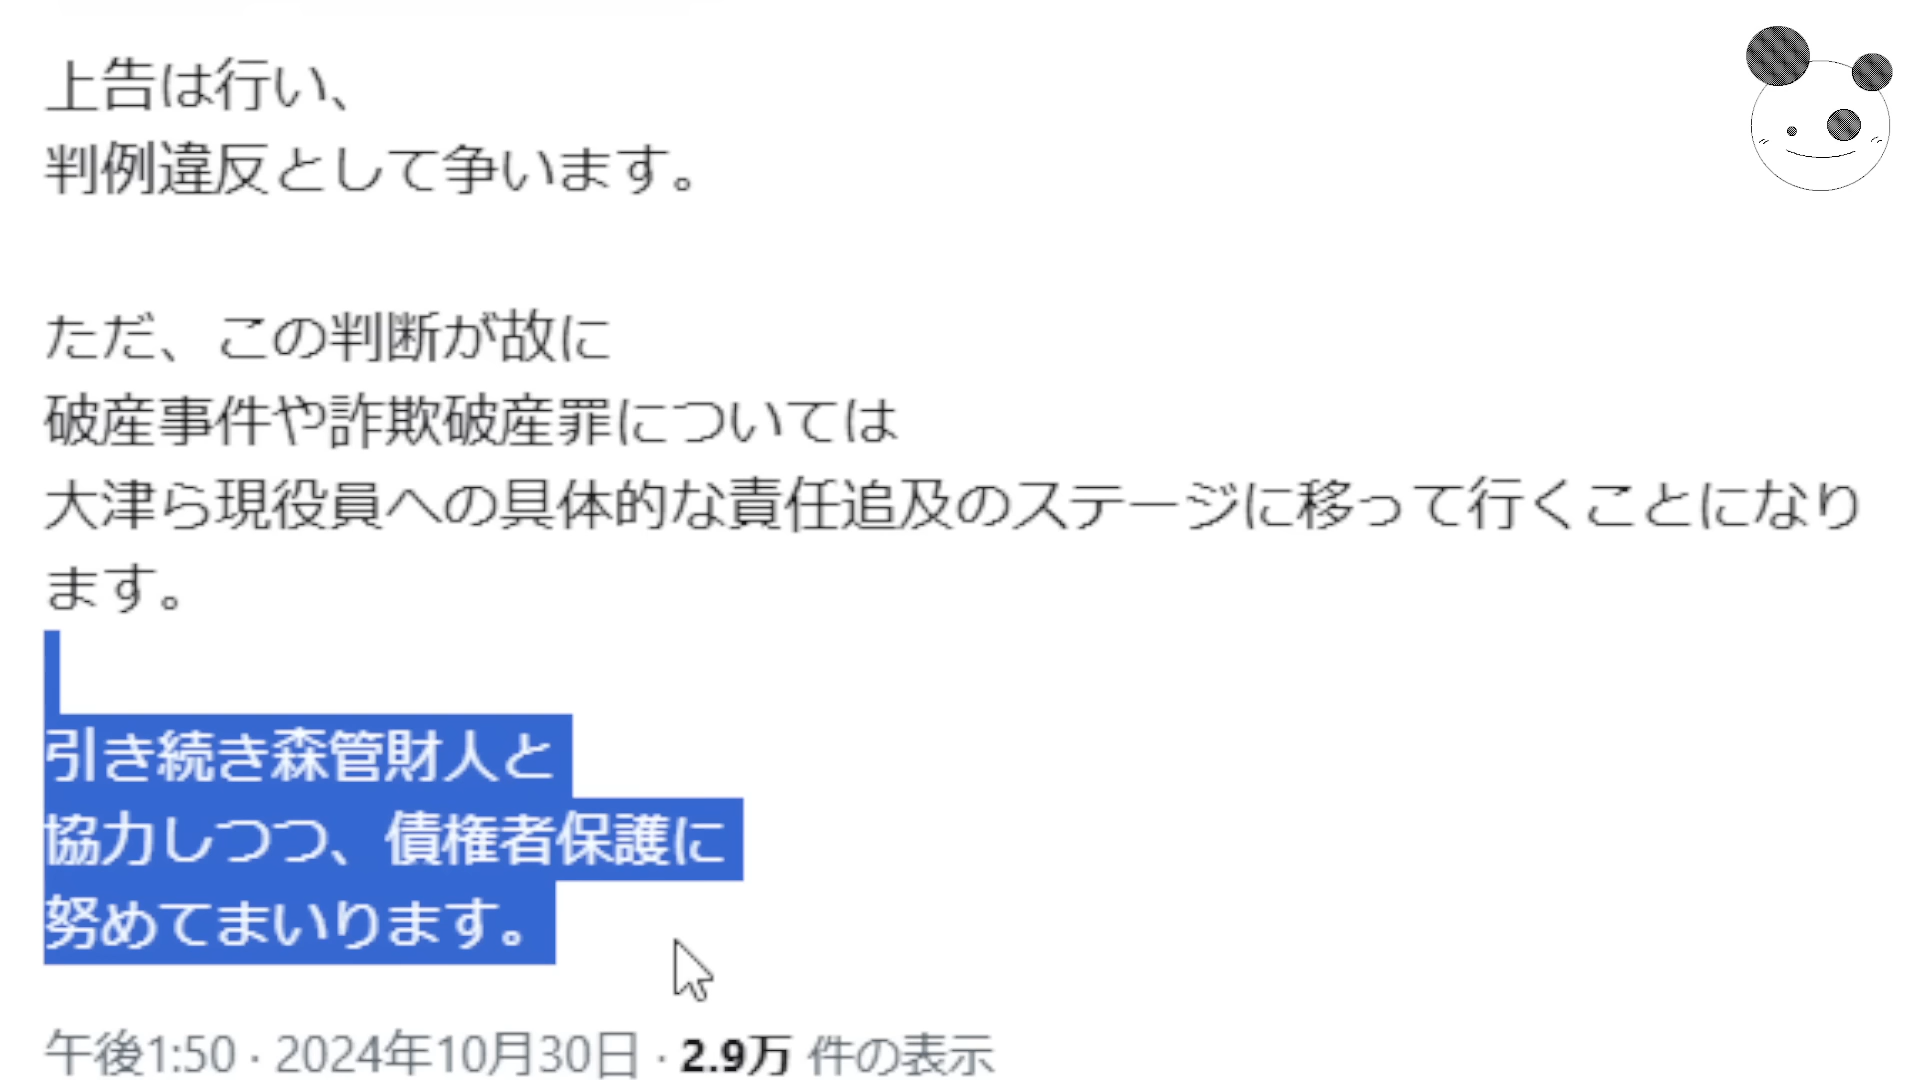 上告は行い、
判例違反として争います。
ただ、この判断が故に
破産事件や詐欺破産罪については
大津ら現役員への具体的な責任追及のステージに移って行くことになり
ます。
引き続き森管財人と
協力しつつ、債権者保護に
努めてまいります。
午後1:50 · 2024年10月30日 · 2.9万 件の表示